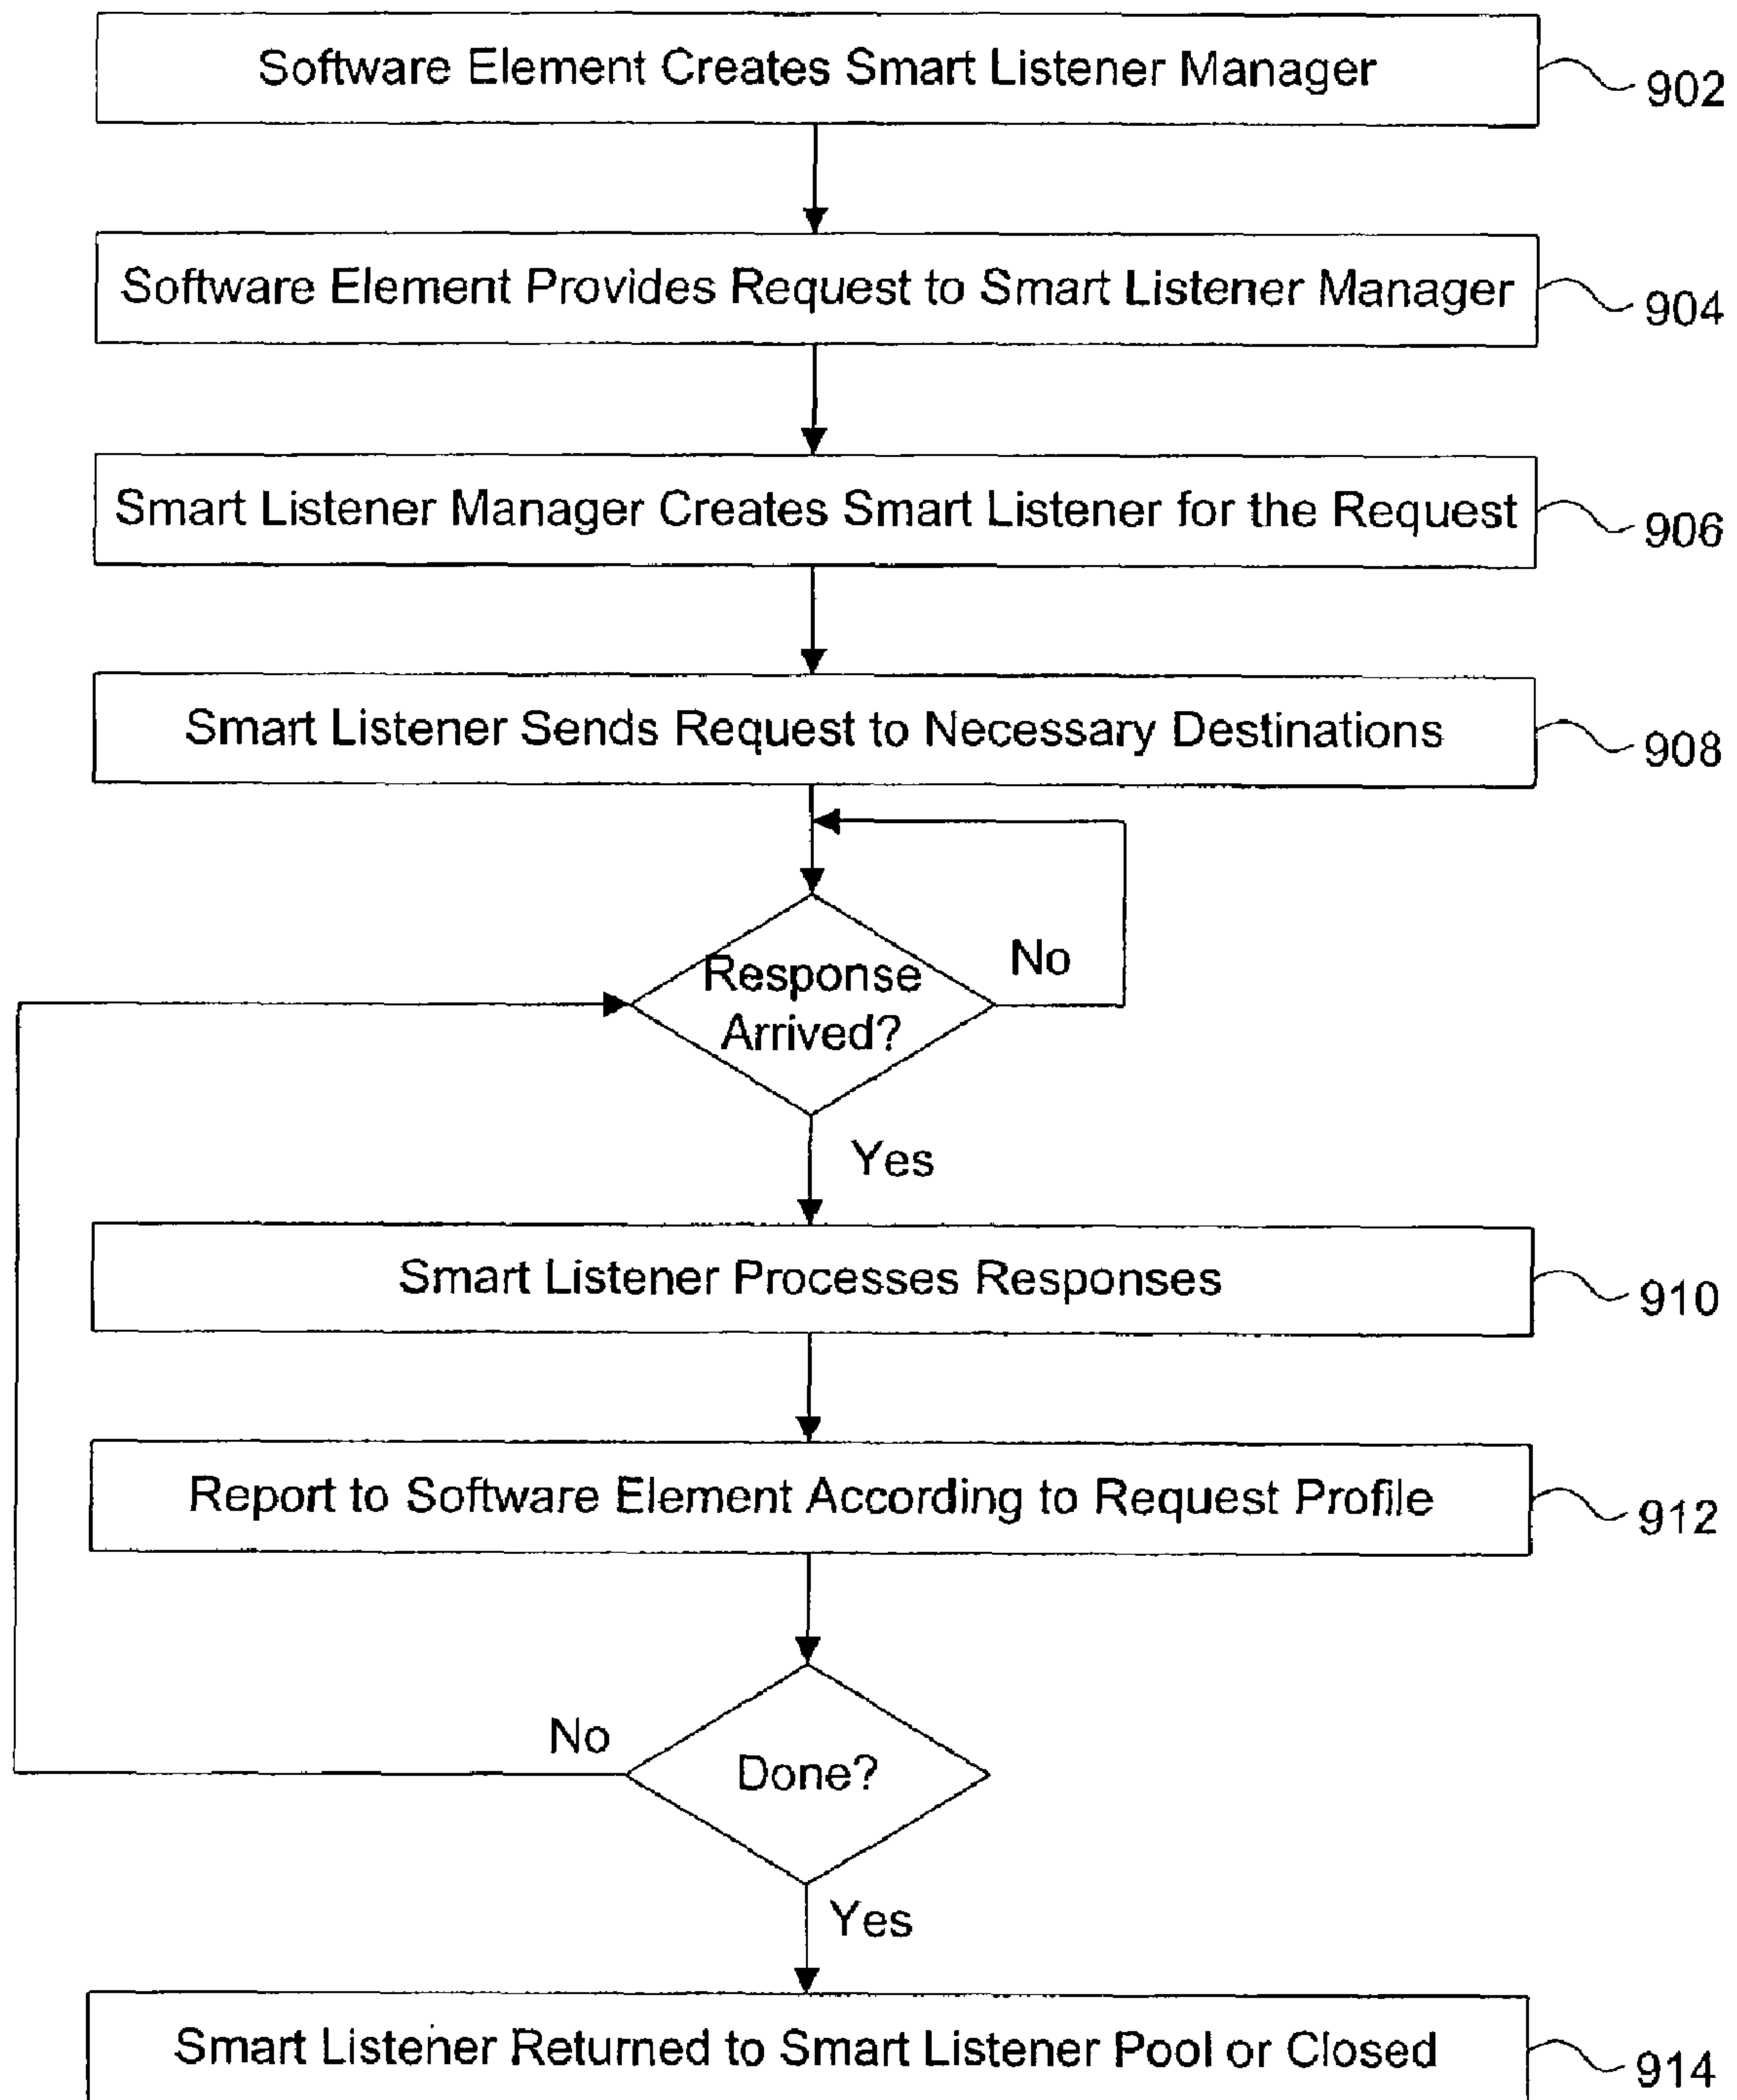 Software Element Creates Smart Listener Manager
902
Software Element Provides Request to Smart Listener Manager
904
Smart Listener Manager Creates Smart Listener for the Request
906
Smart Listener Sends Request to Necessary Destinations
908
Response
Arrived?
No
Yes
Smart Listener Processes Responses
910
Report to Software Element According to Request Profile
912
No
Done?
Yes
Smart Listener Returned to Smart Listener Pool or Closed
914